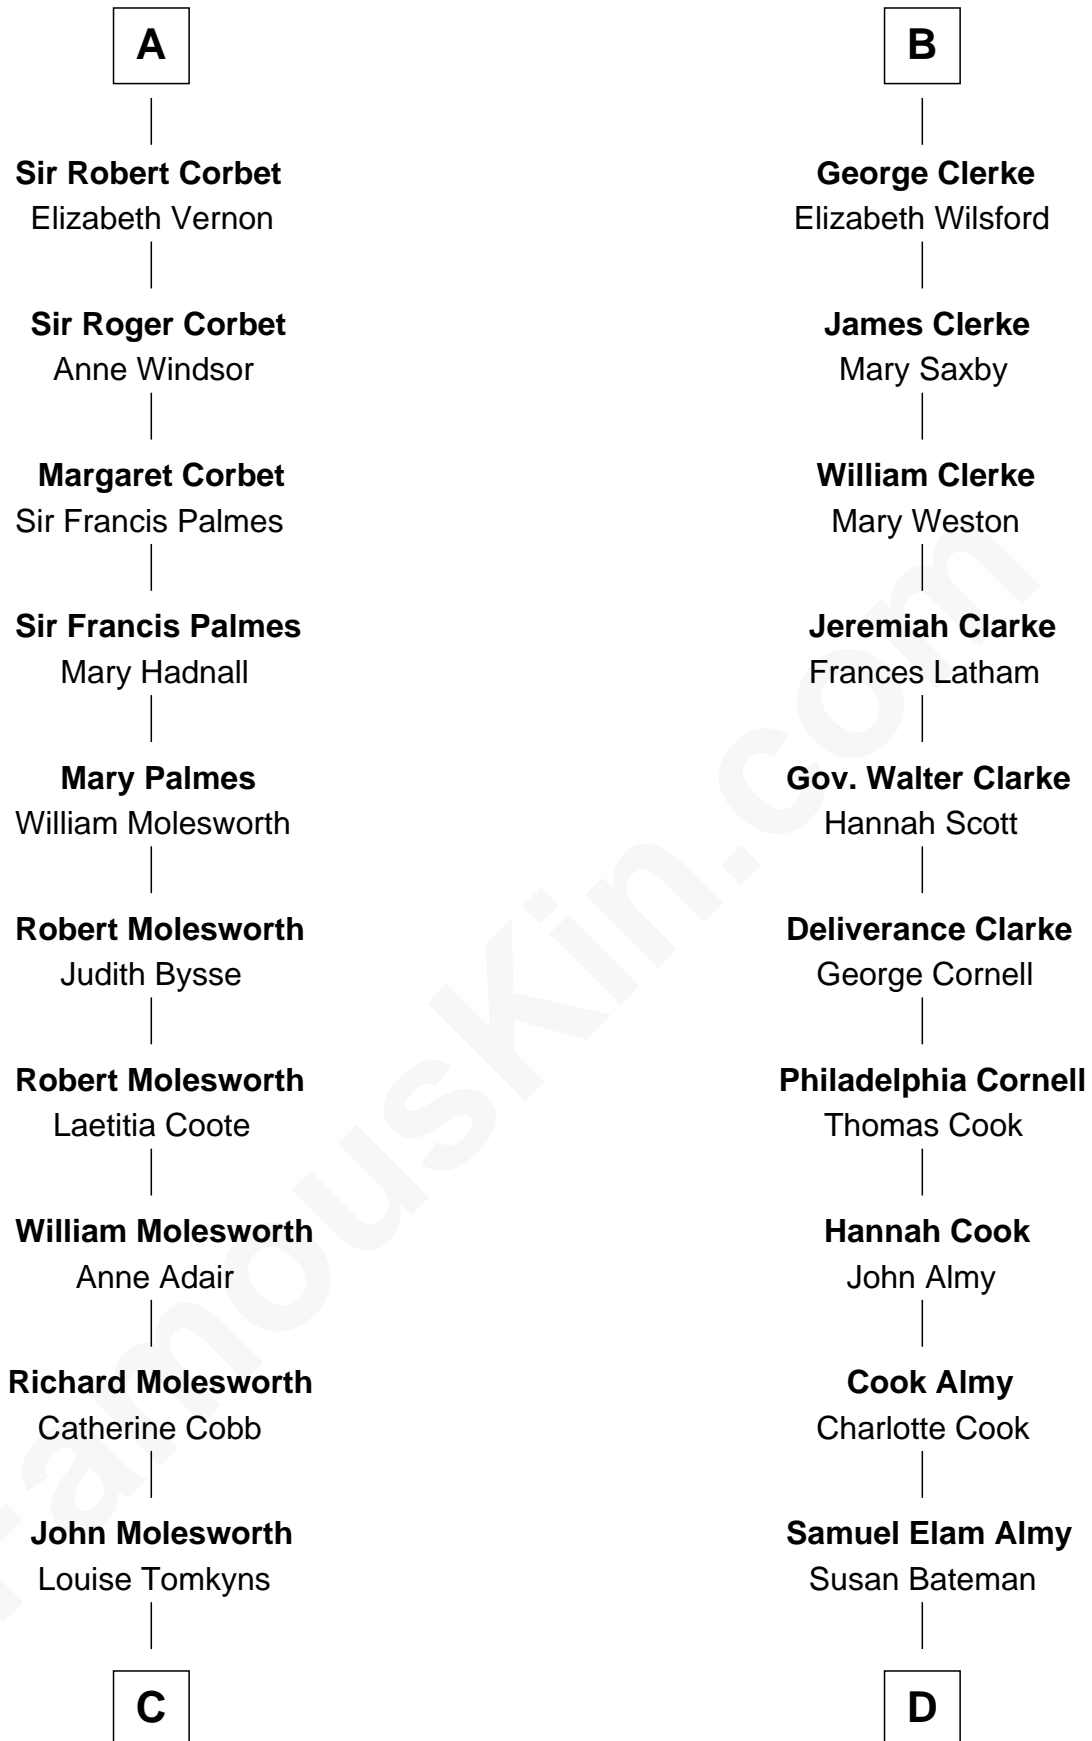 A
Sir Robert Corbet
Elizabeth Vernon
Sir Roger Corbet
Anne Windsor
Margaret Corbet
Sir Francis Palmes
Sir Francis Palmes
Mary Hadnall
Mary Palmes
William Molesworth
Robert Molesworth
Judith Bysse
Robert Molesworth
Laetitia Coote
William Molesworth
Anne Adair
Richard Molesworth
Catherine Cobb
John Molesworth
Louise Tomkyns
C
B
George Clerke
Elizabeth Wilsford
James Clerke
Mary Saxby
William Clerke
Mary Weston
Jeremiah Clarke
Frances Latham
Gov. Walter Clarke
Hannah Scott
Deliverance Clarke
George Cornell
Philadelphia Cornell
Thomas Cook
Hannah Cook
John Almy
Cook Almy
Charlotte Cook
Samuel Elam Almy
Susan Bateman
D
FamousKin.com